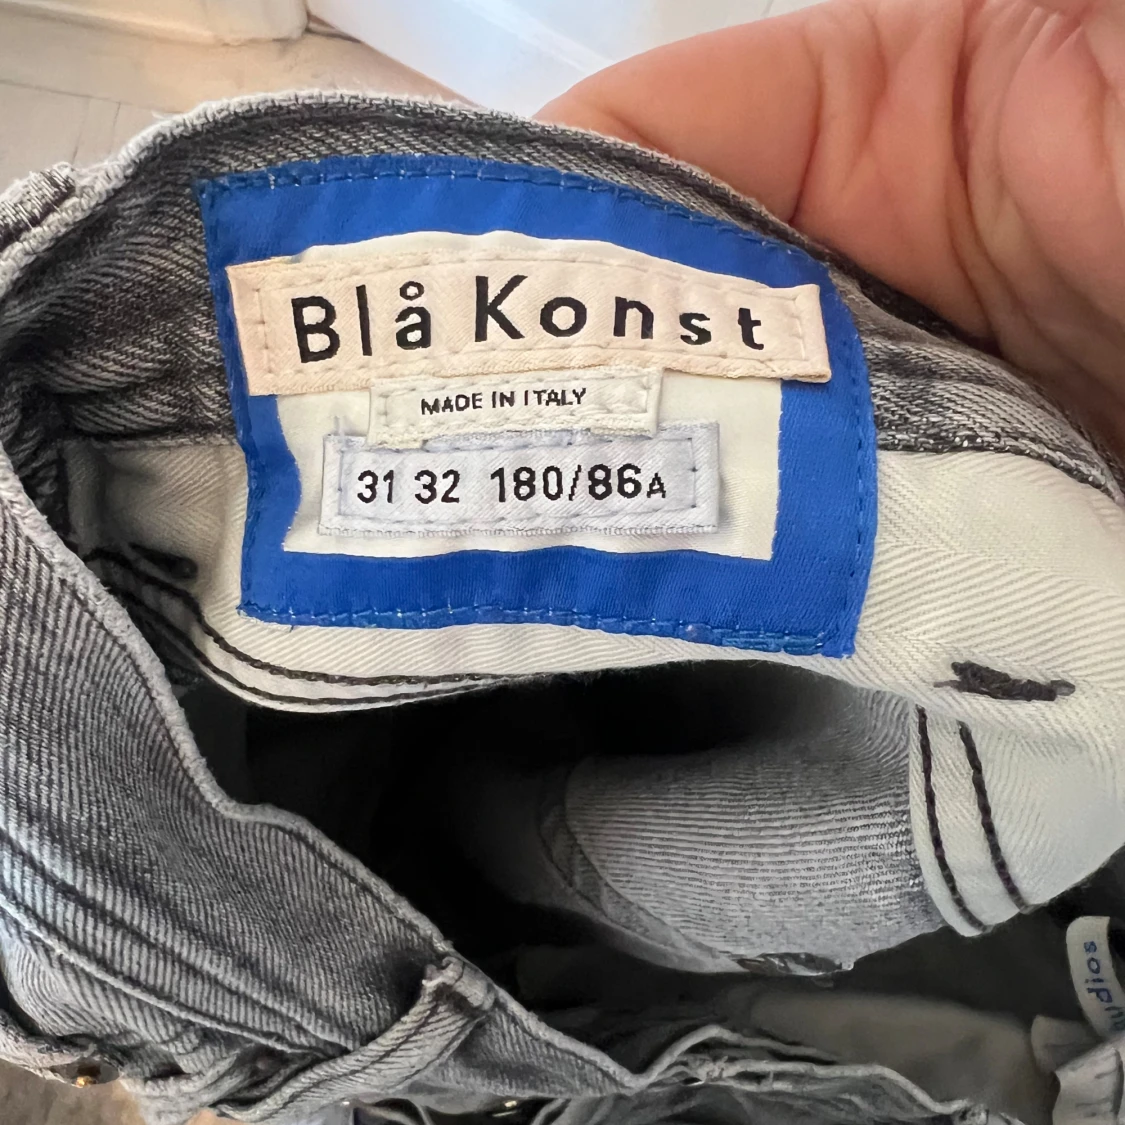 Blå Konst
MADE IN ITALY
31 32 180/86A